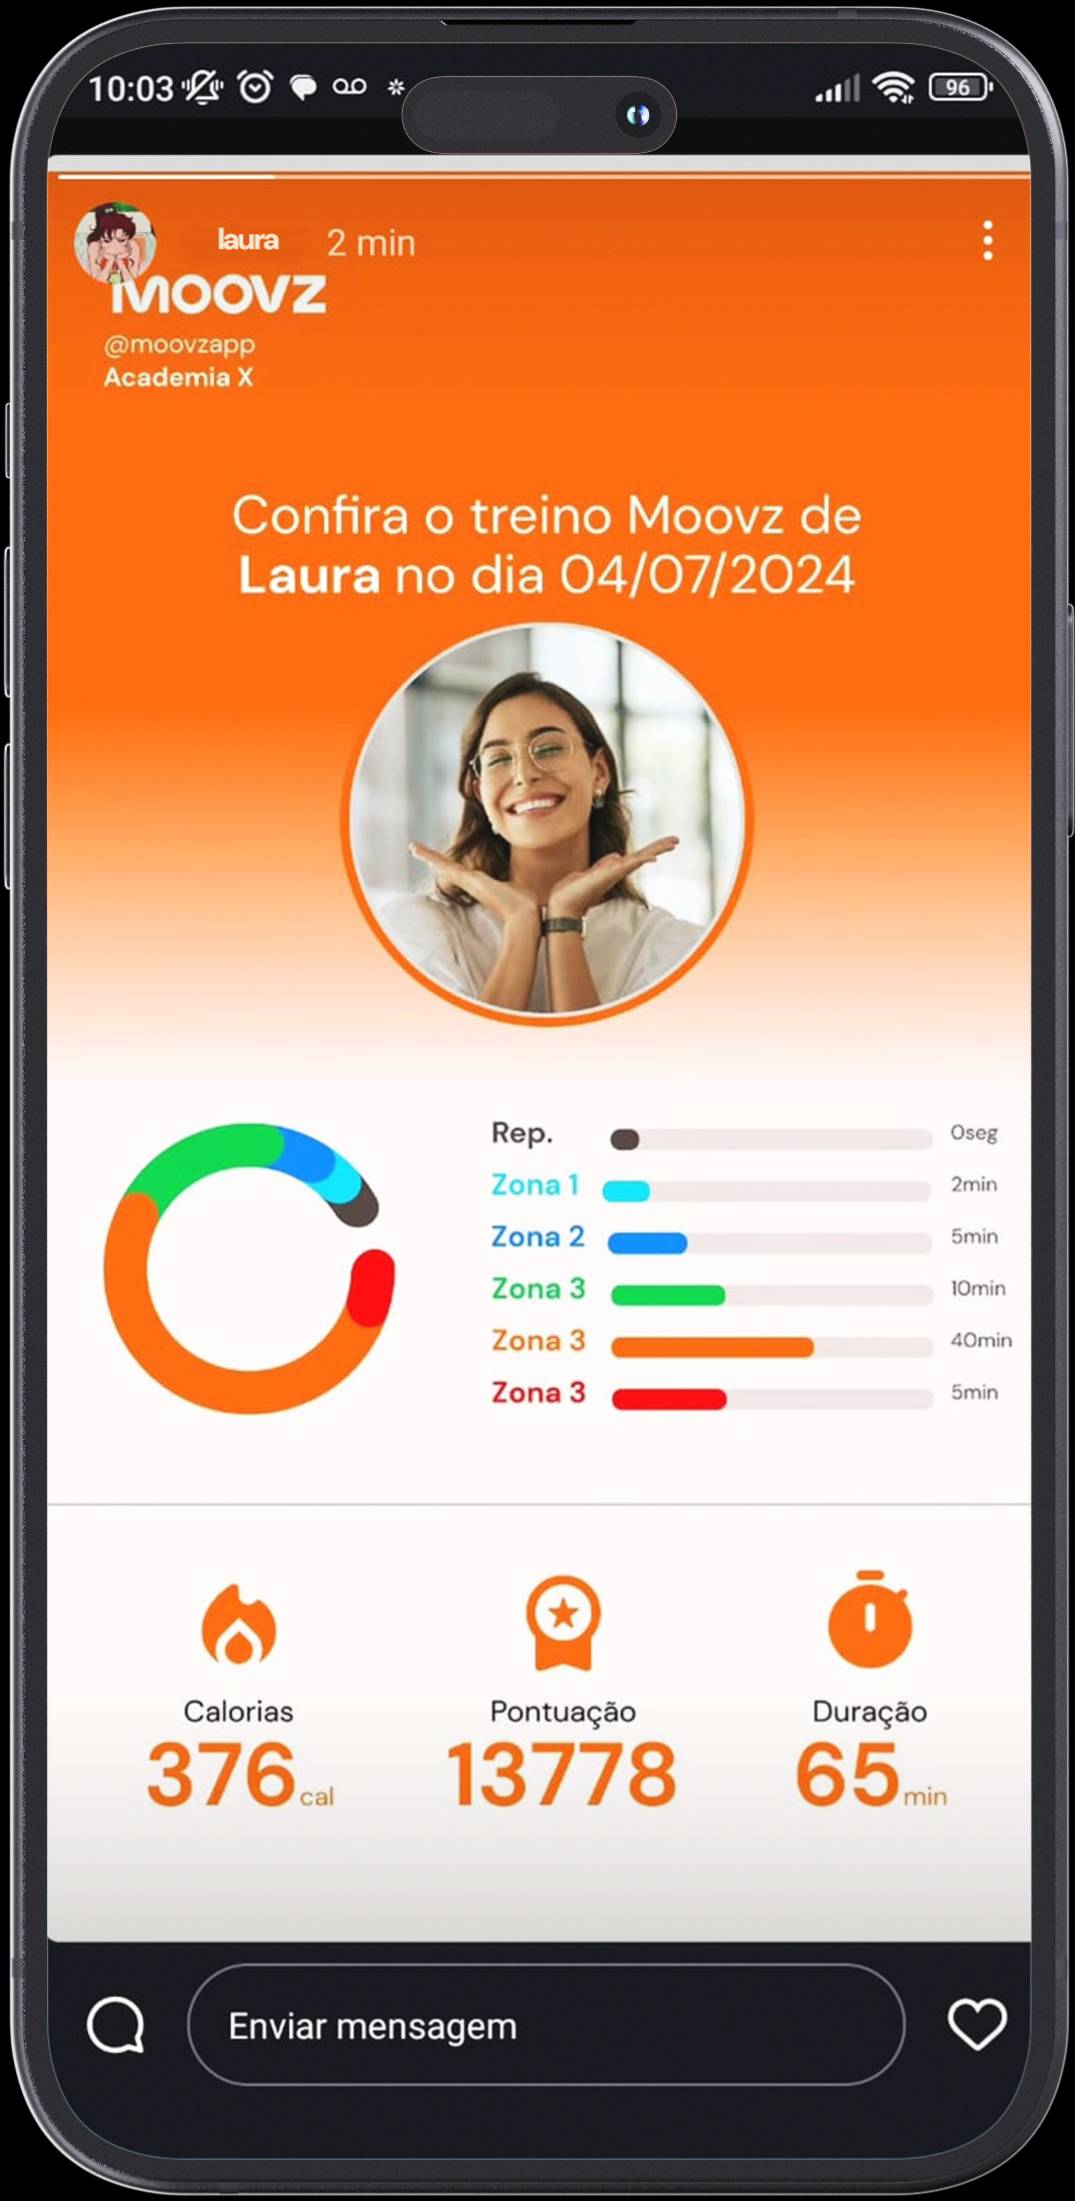 10:03
96
laura 2 min
MOOVZ
@moovzapp
Academia X
Confira o treino Moovz de
Laura no dia 04/07/2024
Rep. 0seg
Zona 1 2min
Zona 2 5min
Zona 3 10min
Zona 3 40min
Zona 3 5min
Calorias Pontuação Duração
376cal 13778 65min
Enviar mensagem